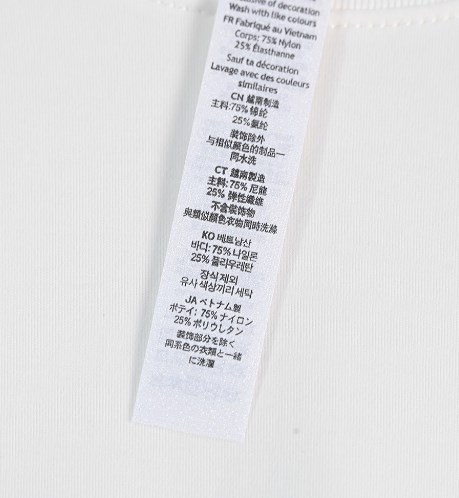 of decoration
Wash with like colours
FR Fabriqué au Vietnam
Corps: 75% Nylon
25% Élasthanne
Sauf ta décoration
Lavage avec des couleurs
similaires
CN 越南制造
主料:75% 锦纶
25%氨纶
装饰除外
与相似颜色的制品一
同水洗
CT 越南製造
主料:75% 尼龍
25% 弹性纖維
不含裝飾物
與類似顏色衣物同時洗滌
KO 베트남산
바디: 75% 나일론
25% 폴리우레탄
장식 제외
유사 색상끼리 세탁
JA ベトナム製
ボディ: 75% ナイロン
25% ポリウレタン
装飾部分を除く
同系色の衣類と一緒
に洗濯